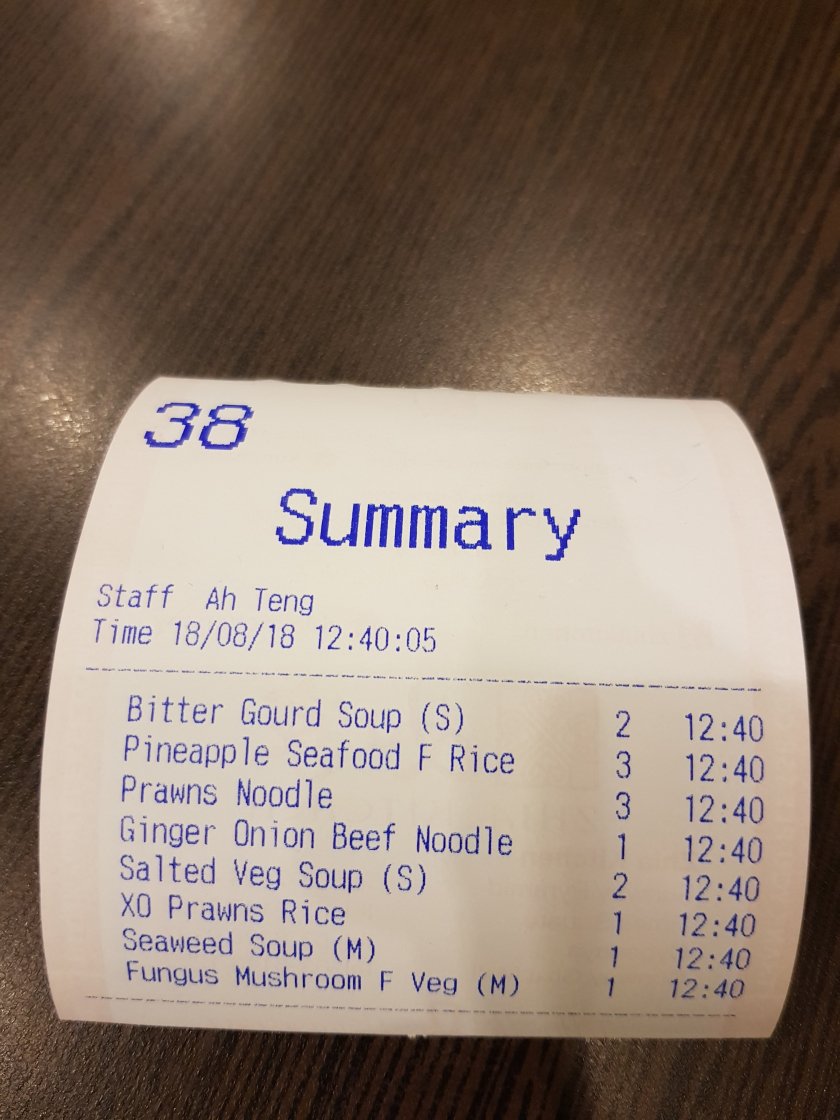 38
Summary
Staff Ah Teng
Time 18/08/18 12:40:05
Bitter Gourd Soup (S) 2 12:40
Pineapple Seafood F Rice 3 12:40
Prawns Noodle 3 12:40
Ginger Onion Beef Noodle 1 12:40
Salted Veg Soup (S) 2 12:40
XO Prawns Rice 1 12:40
Seaweed Soup (M) 1 12:40
Fungus Mushroom F Veg (M) 1 12:40